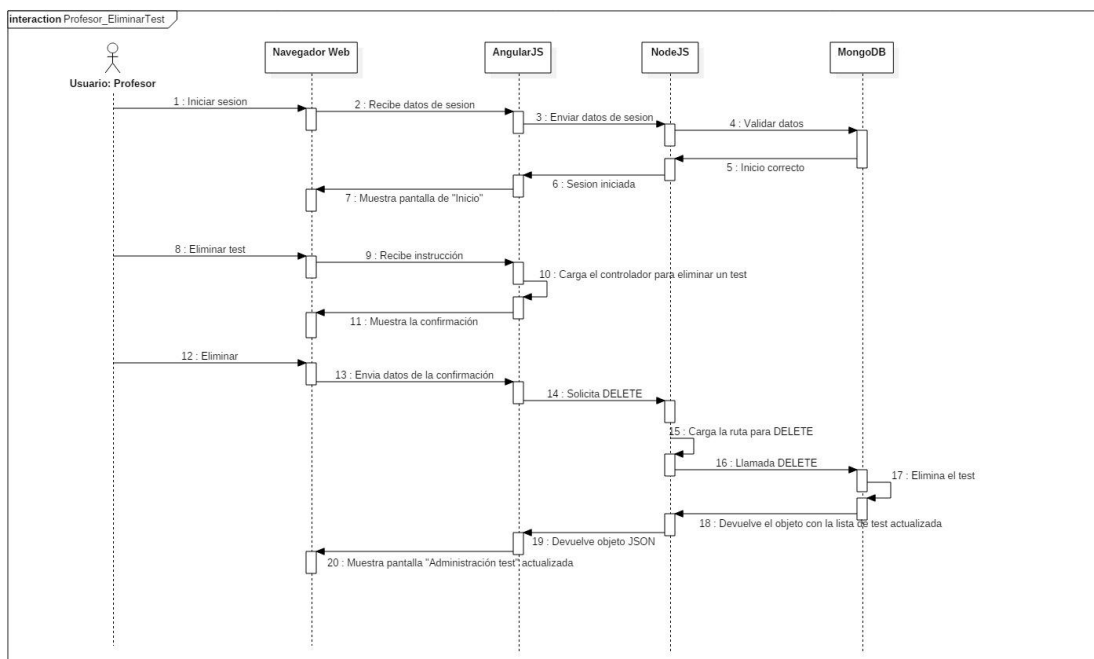 interaction Profesor_EliminarTest
Usuario: Profesor
Navegador Web
AngularJS
NodeJS
MongoDB
1 : Iniciar sesion
2 : Recibe datos de sesion
3 : Enviar datos de sesion
4 : Validar datos
5 : Inicio correcto
6 : Sesion iniciada
7 : Muestra pantalla de "Inicio"
8 : Eliminar test
9 : Recibe instrucción
10 : Carga el controlador para eliminar un test
11 : Muestra la confirmación
12 : Eliminar
13 : Envia datos de la confirmación
14 : Solicita DELETE
15 : Carga la ruta para DELETE
16 : Llamada DELETE
17 : Elimina el test
18 : Devuelve el objeto con la lista de test actualizada
19 : Devuelve objeto JSON
20 : Muestra pantalla "Administración test" actualizada